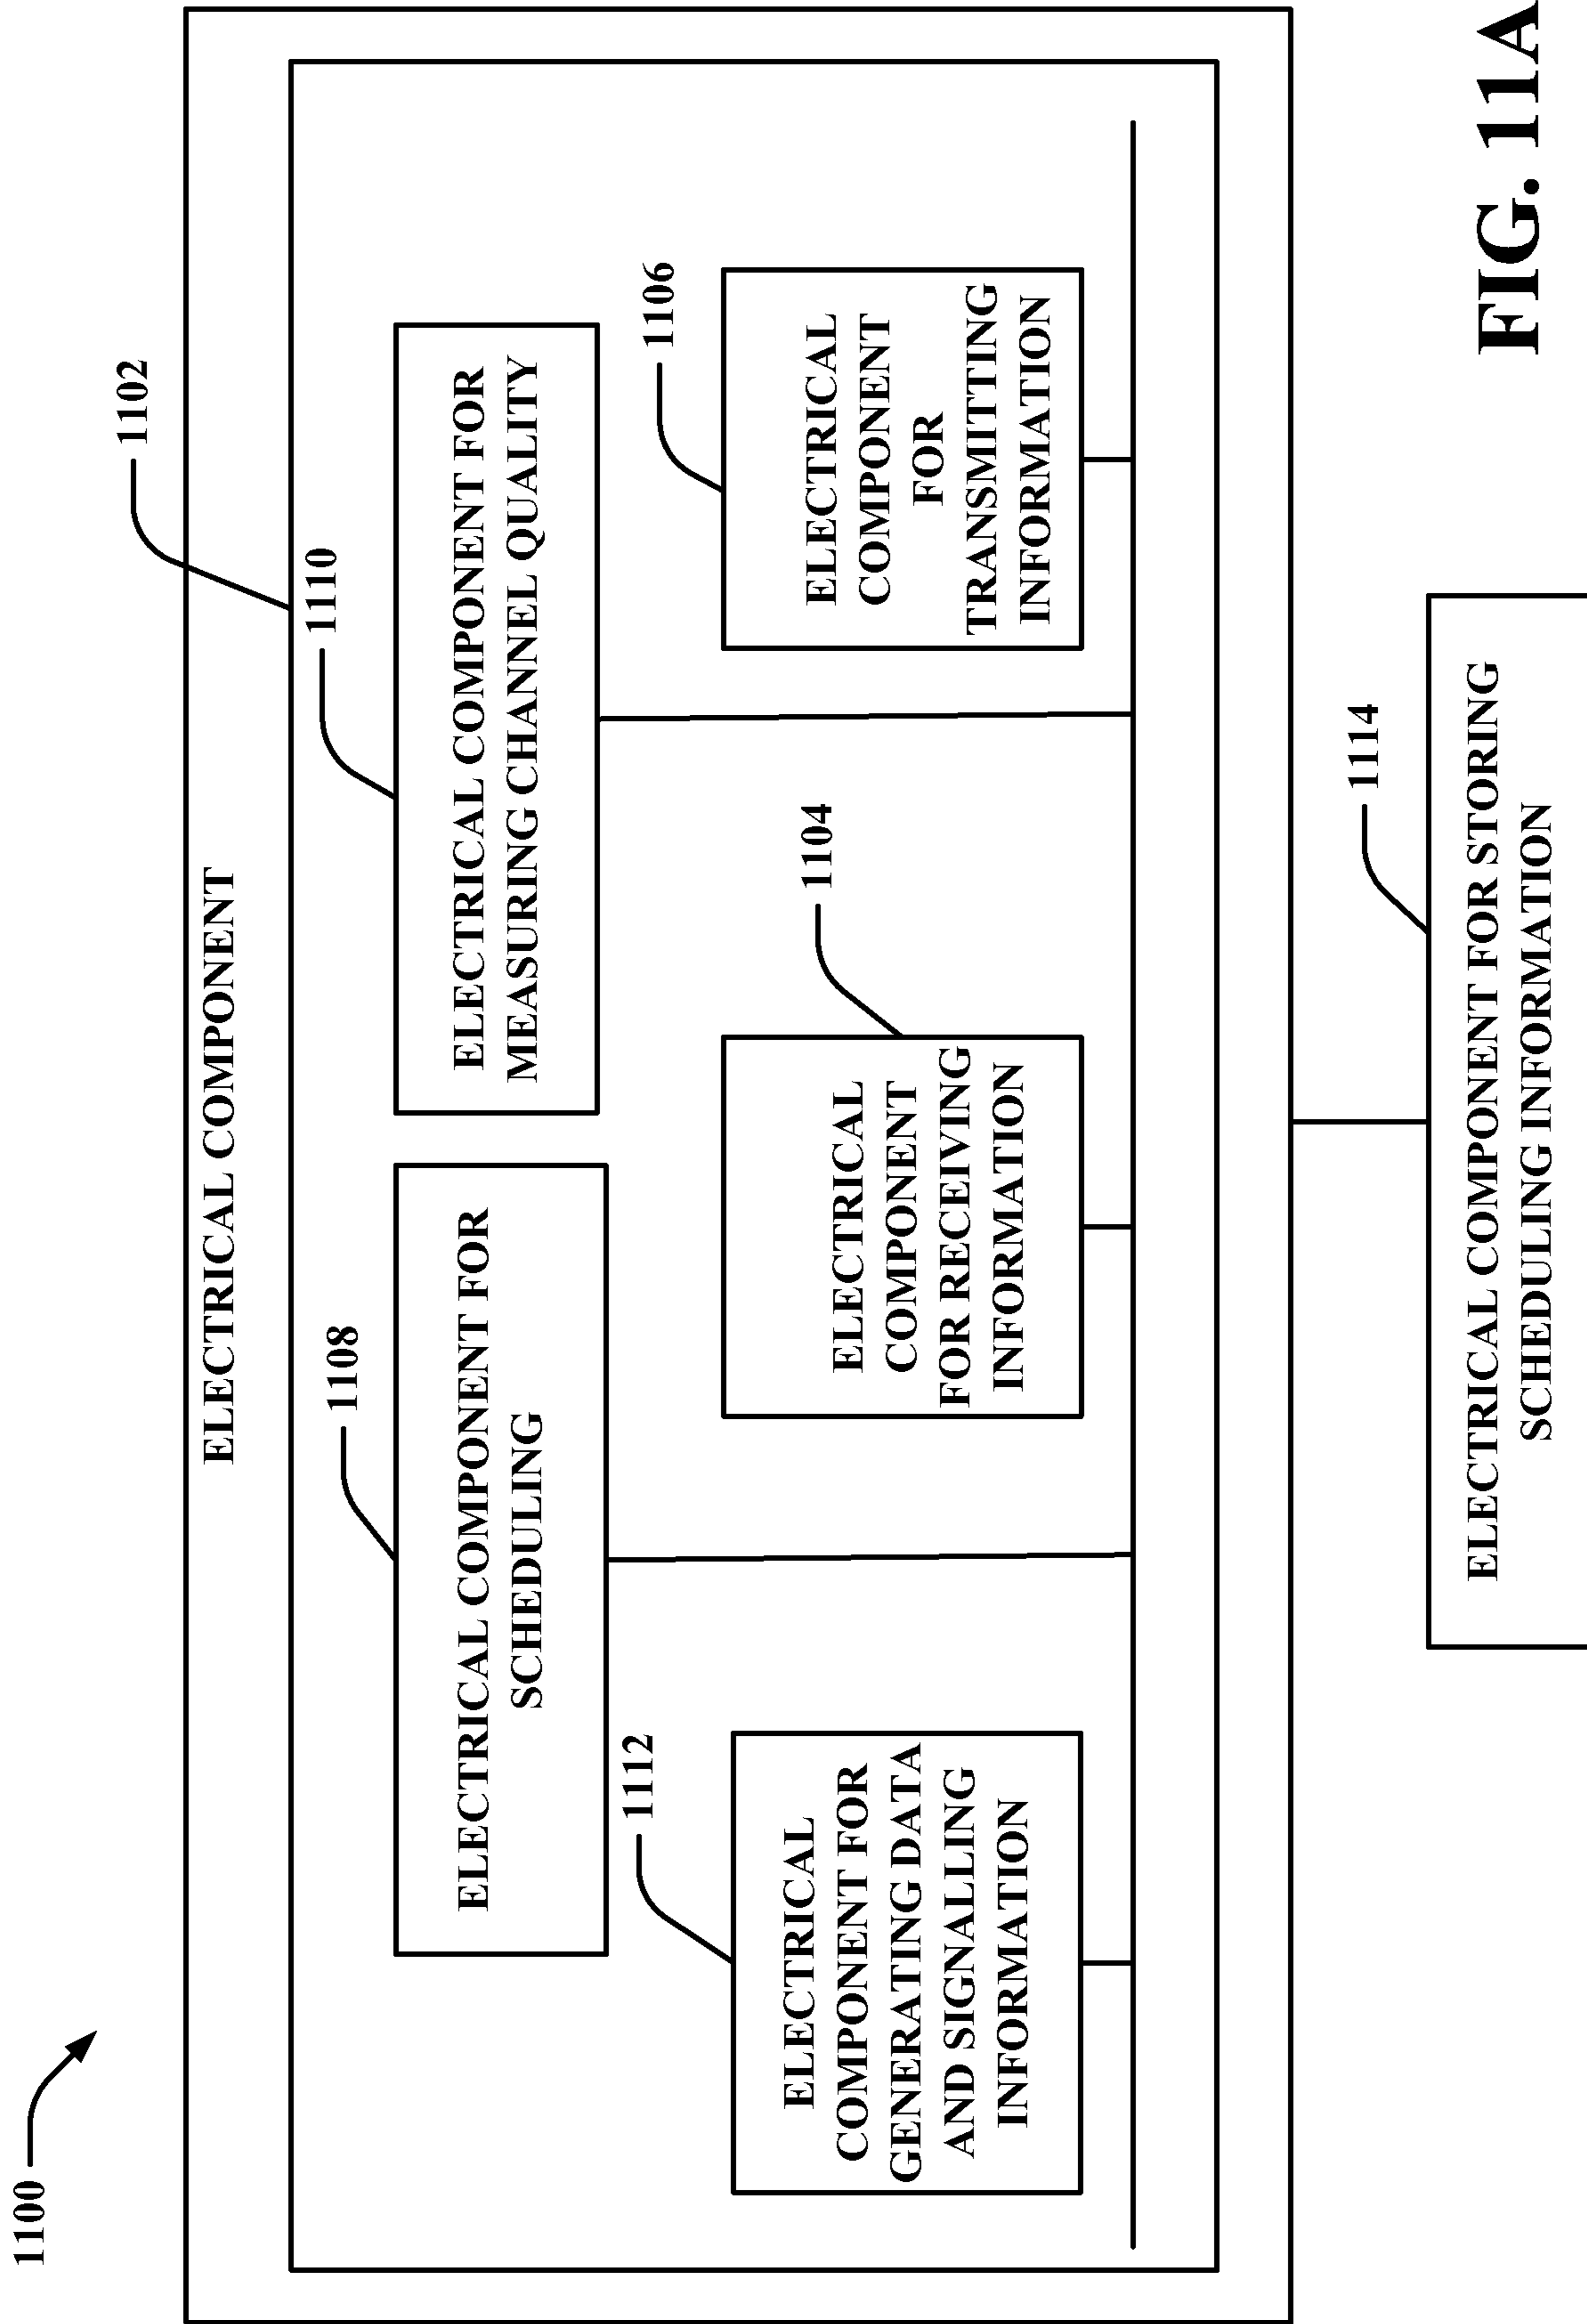 1100
1102
ELECTRICAL COMPONENT
1108
1110
ELECTRICAL COMPONENT FOR
SCHEDULING
ELECTRICAL COMPONENT FOR
MEASURING CHANNEL QUALITY
1112
1104
1106
ELECTRICAL
COMPONENT FOR
GENERATING DATA
AND SIGNALLING
INFORMATION
ELECTRICAL
COMPONENT
FOR RECEIVING
INFORMATION
ELECTRICAL
COMPONENT
FOR
TRANSMITTING
INFORMATION
1114
ELECTRICAL COMPONENT FOR STORING
SCHEDULING INFORMATION
FIG. 11A